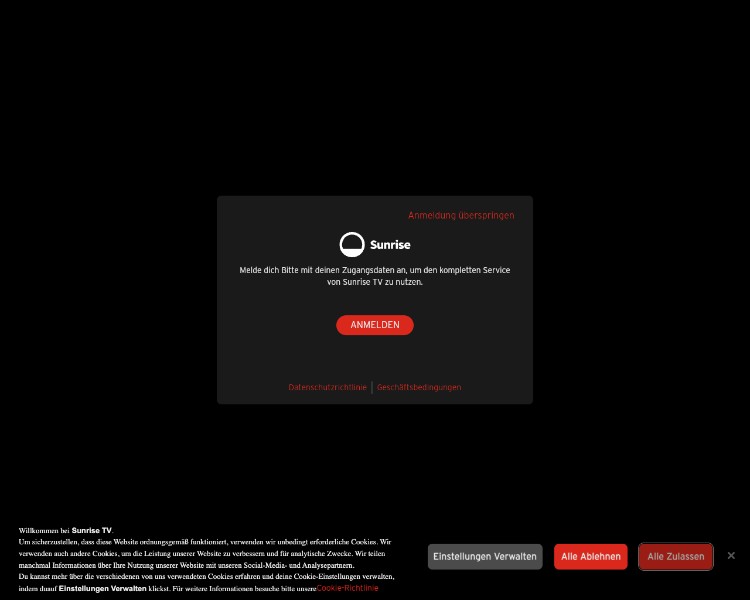 Anmeldung überspringen
Sunrise
Melde dich Bitte mit deinen Zugangsdaten an, um den kompletten Service
von Sunrise TV zu nutzen.
ANMELDEN
Datenschutzrichtlinie | Geschäftsbedingungen
Willkommen bei Sunrise TV.
Um sicherzustellen, dass diese Website ordnungsgemäß funktioniert, verwenden wir unbedingt erforderliche Cookies. Wir
verwenden auch andere Cookies, um die Leistung unserer Website zu verbessern und für analytische Zwecke. Wir teilen
manchmal Informationen über Ihre Nutzung unserer Website mit unseren Social-Media- und Analysepartnern.
Du kannst mehr über die verschiedenen von uns verwendeten Cookies erfahren und deine Cookie-Einstellungen verwalten,
indem du auf Einstellungen Verwalten klickst. Für weitere Informationen besuche bitte unsere Cookie-Richtlinie
Einstellungen Verwalten
Alle Ablehnen
Alle Zulassen